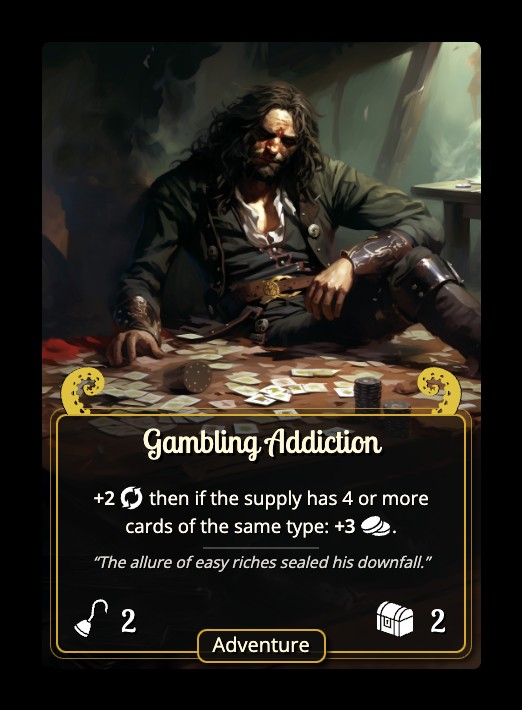 Gambling Addiction
+2 then if the supply has 4 or more
cards of the same type: +3 .
“The allure of easy riches sealed his downfall.”
2
2
Adventure